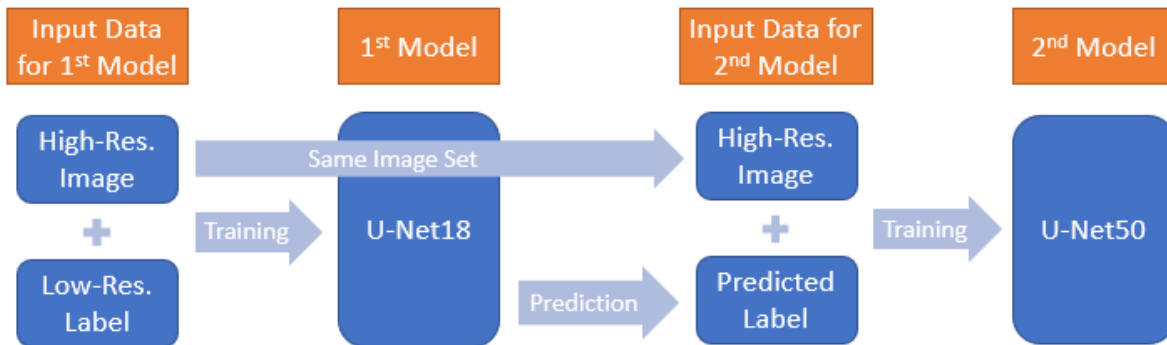 Input Data
for 1st Model
1st Model
Input Data for
2nd Model
2nd Model
High-Res.
Image
Same Image Set
High-Res.
Image
Training
U-Net18
Training
U-Net50
Low-Res.
Label
Prediction
Predicted
Label